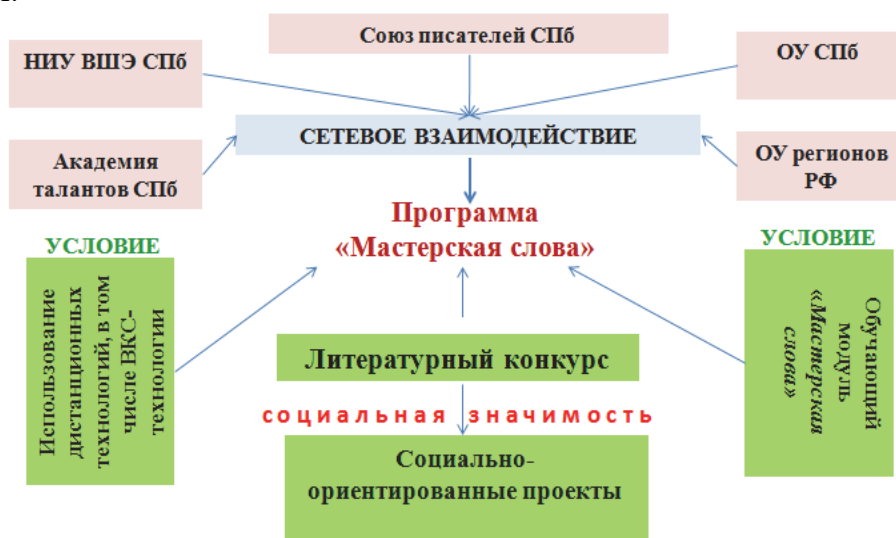 Союз писателей СПб
НИУ ВШЭ СПб
ОУ СПб
СЕТЕВОЕ ВЗАИМОДЕЙСТВИЕ
Академия
талантов СПб
ОУ регионов
РФ
Программа
«Мастерская слова»
УСЛОВИЕ
УСЛОВИЕ
Использование
дистанционных
технологий, в том
числе ВКС-
технологии
Обучающий
модуль
«Мастерская
слова»
Литературный конкурс
социальная значимость
Социально-
ориентированные проекты